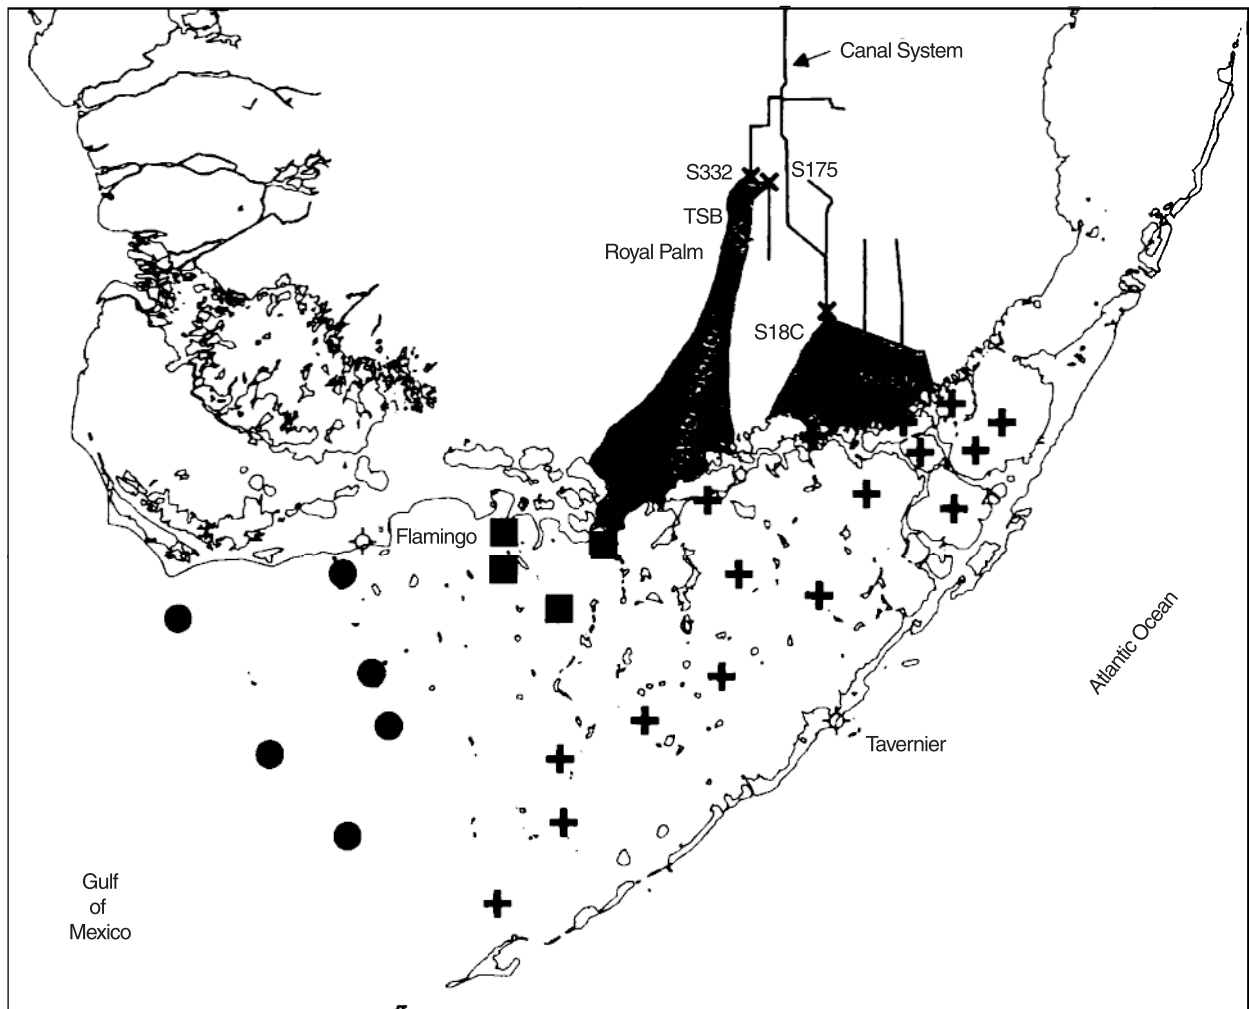 Canal System
S332
S175
TSB
Royal Palm
S18C
Flamingo
Atlantic Ocean
Tavernier
Gulf
of
Mexico